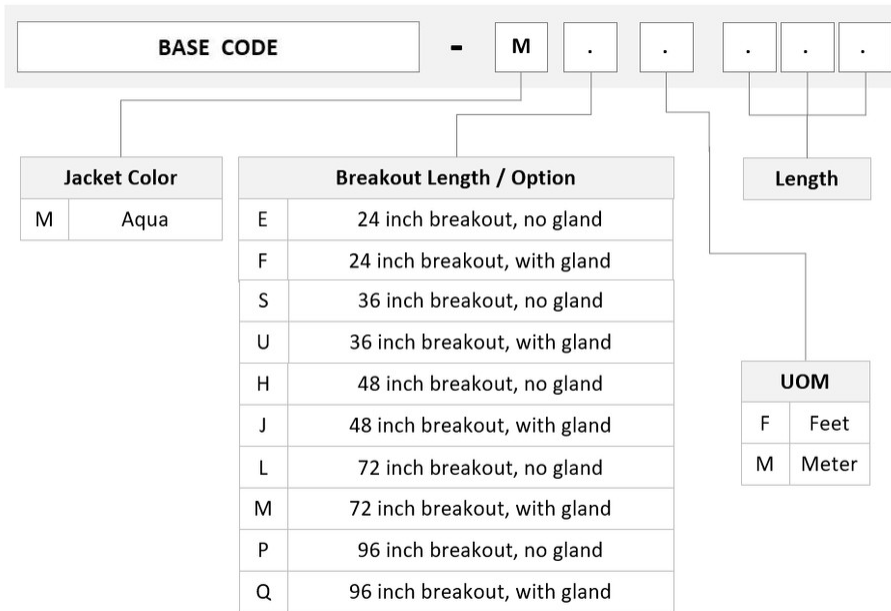 BASE CODE - M . . . . .
Jacket Color
M Aqua
Breakout Length / Option
E 24 inch breakout, no gland
F 24 inch breakout, with gland
S 36 inch breakout, no gland
U 36 inch breakout, with gland
H 48 inch breakout, no gland
J 48 inch breakout, with gland
L 72 inch breakout, no gland
M 72 inch breakout, with gland
P 96 inch breakout, no gland
Q 96 inch breakout, with gland
Length
UOM
F Feet
M Meter